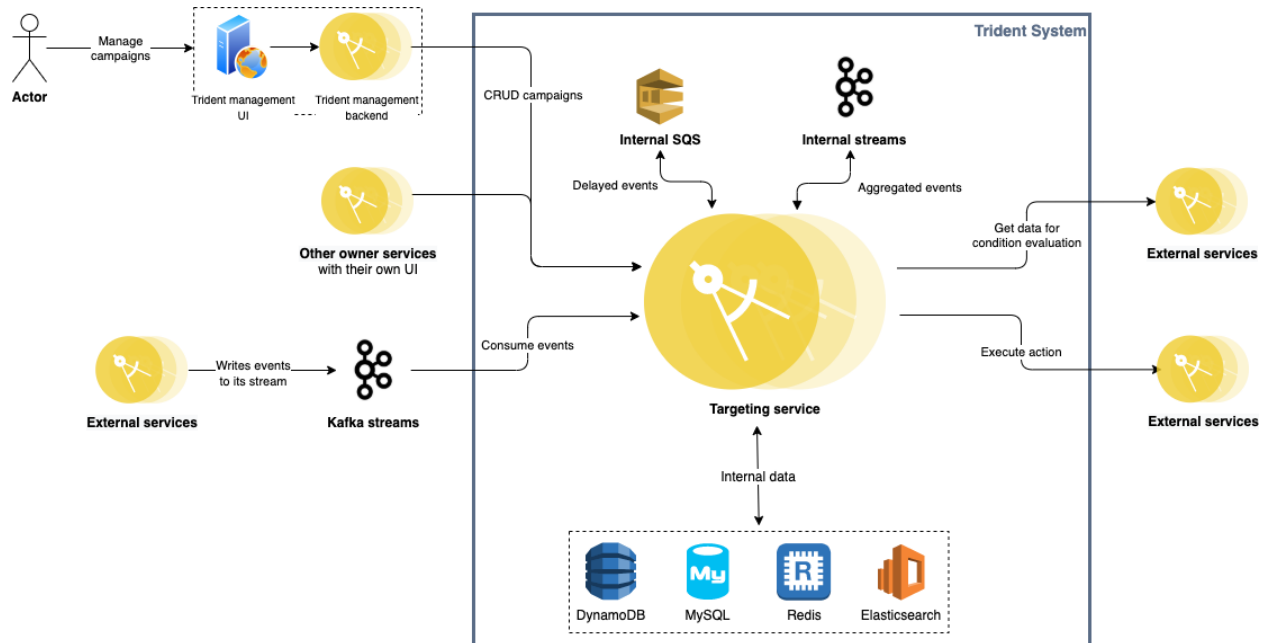 Trident System
Manage
campaigns
Actor
Trident management
UI
Trident management
backend
CRUD campaigns
Internal SQS
Internal streams
Delayed events
Aggregated events
Other owner services
with their own UI
Get data for
condition evaluation
External services
Writes events
to its stream
Consume events
Execute action
External services
Kafka streams
Targeting service
External services
Internal data
My
R
DynamoDB
MySQL
Redis
Elasticsearch